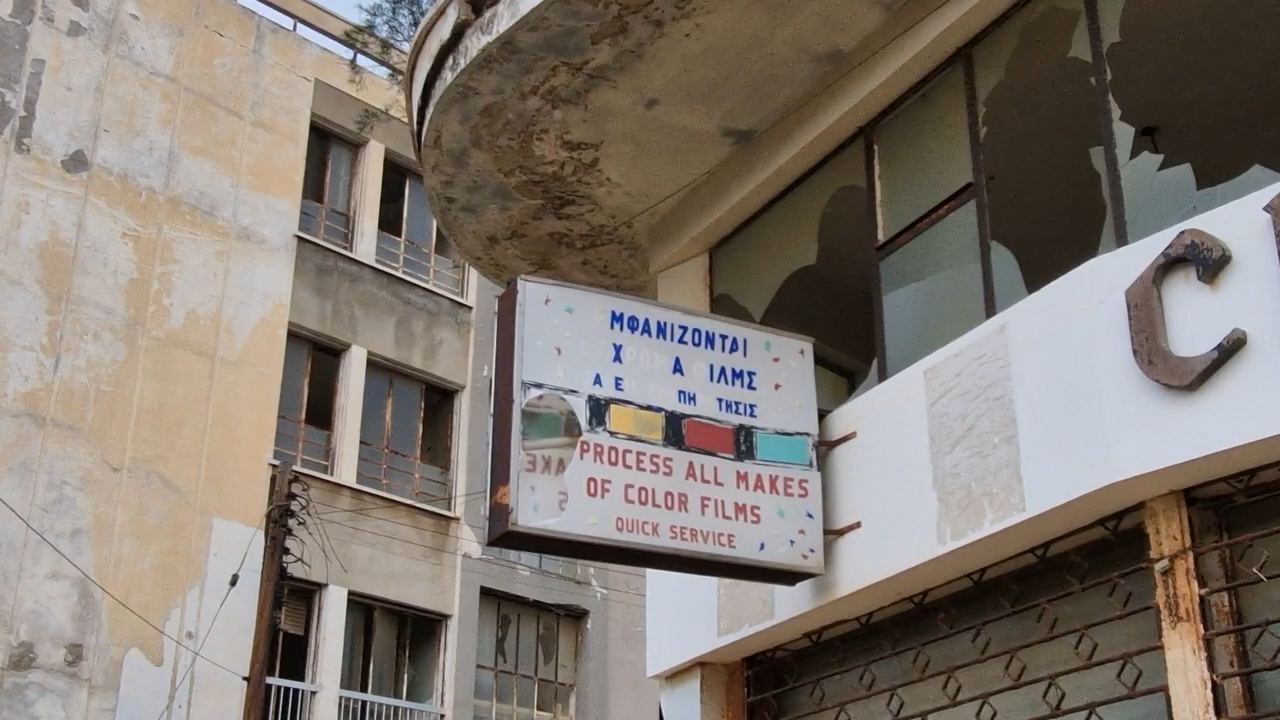 ΜΦΑΝΙΖΟΝΤΑΙ
Χ Α ΙΛΜΣ
Α Ε ΠΗ ΤΗΣΙΣ
PROCESS ALL MAKES
OF COLOR FILMS
QUICK SERVICE
C